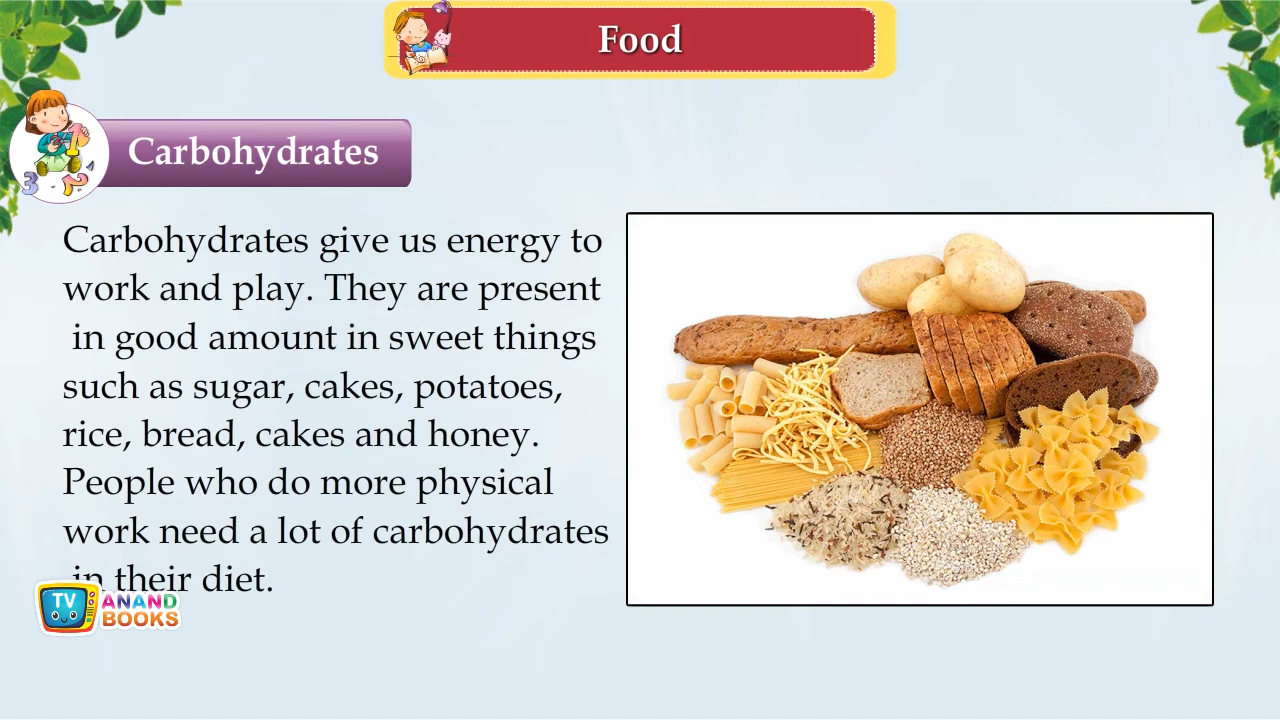 Food
Carbohydrates
Carbohydrates give us energy to
work and play. They are present
in good amount in sweet things
such as sugar, cakes, potatoes,
rice, bread, cakes and honey.
People who do more physical
work need a lot of carbohydrates
in their diet.
TV ANAND
BOOKS